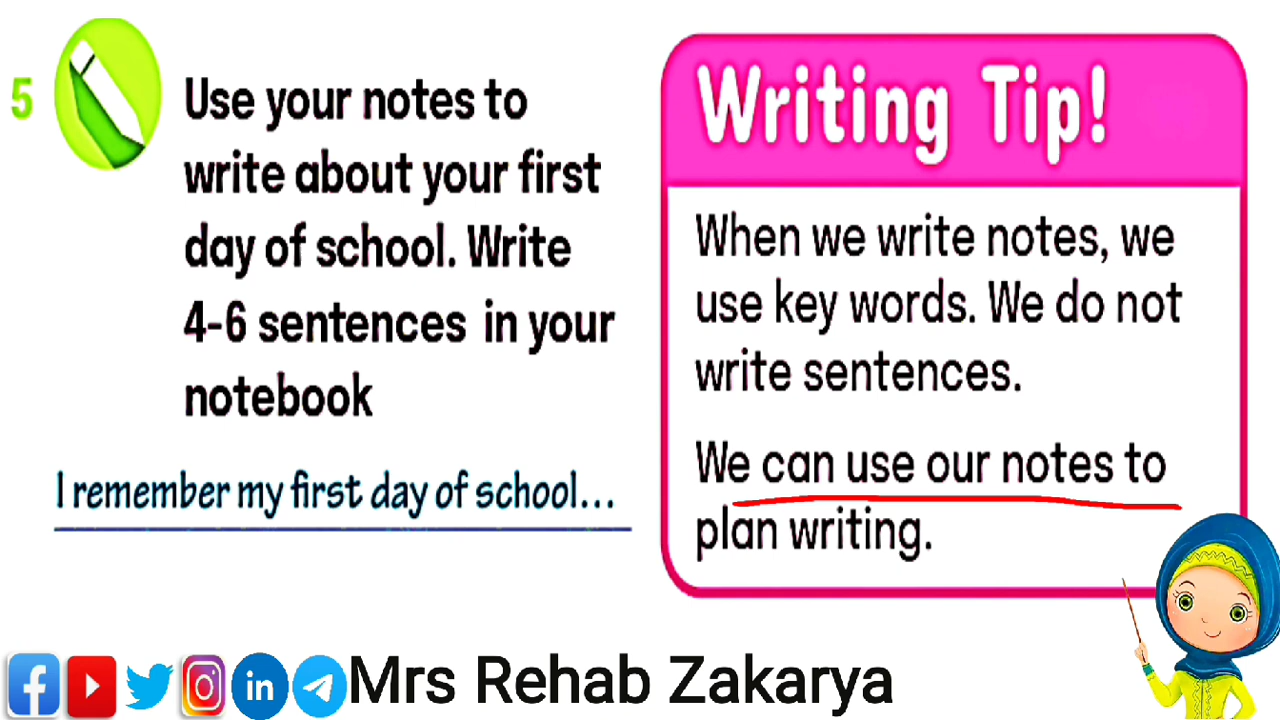 5
Use your notes to
write about your first
day of school. Write
4-6 sentences in your
notebook
I remember my first day of school...
Writing Tip!
When we write notes, we
use key words. We do not
write sentences.
We can use our notes to
plan writing.
f in Mrs Rehab Zakarya